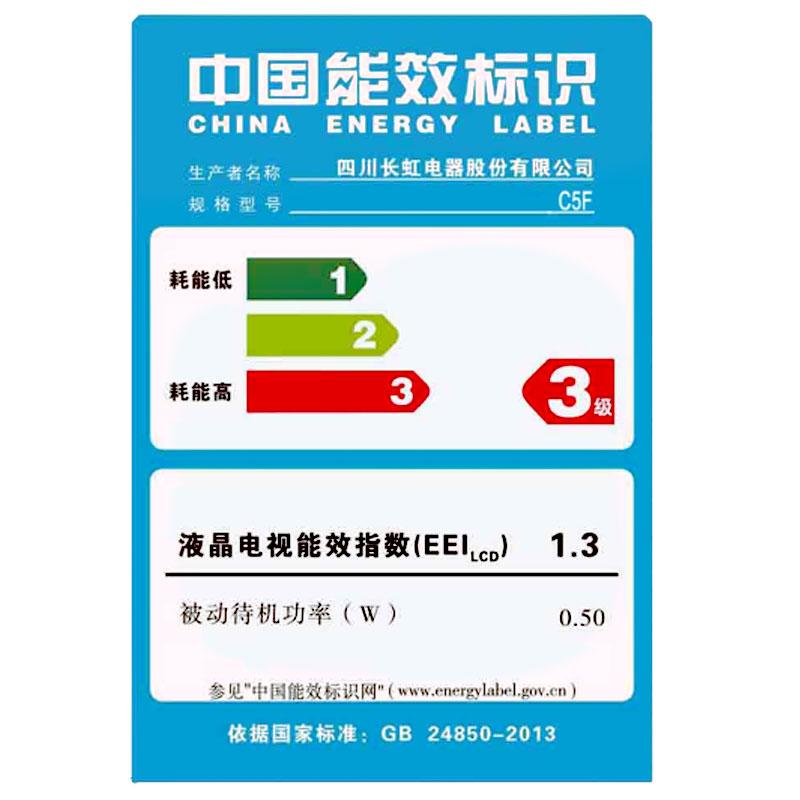 中国能效标识
CHINA ENERGY LABEL
生产者名称 四川长虹电器股份有限公司
规格型号 C5F
耗能低 1
2
耗能高 3 3级
液晶电视能效指数(EEI LCD) 1.3
被动待机功率(W) 0.50
参见"中国能效标识网"(www.energylabel.gov.cn)
依据国家标准：GB 24850-2013